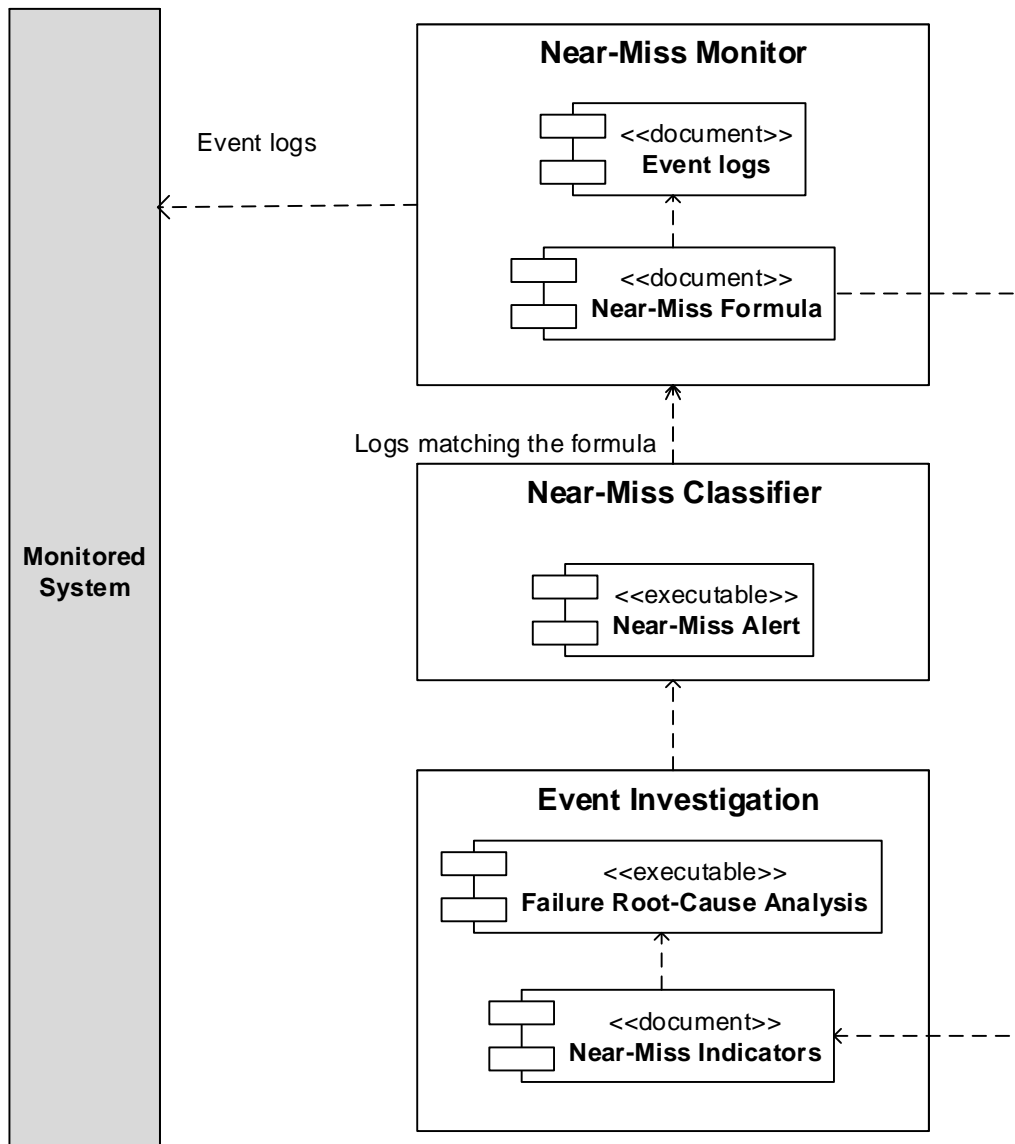 Near-Miss Monitor
<<document>>
Event logs
Event logs
<<document>>
Near-Miss Formula
Logs matching the formula
Near-Miss Classifier
Monitored
System
<<executable>>
Near-Miss Alert
Event Investigation
<<executable>>
Failure Root-Cause Analysis
<<document>>
Near-Miss Indicators